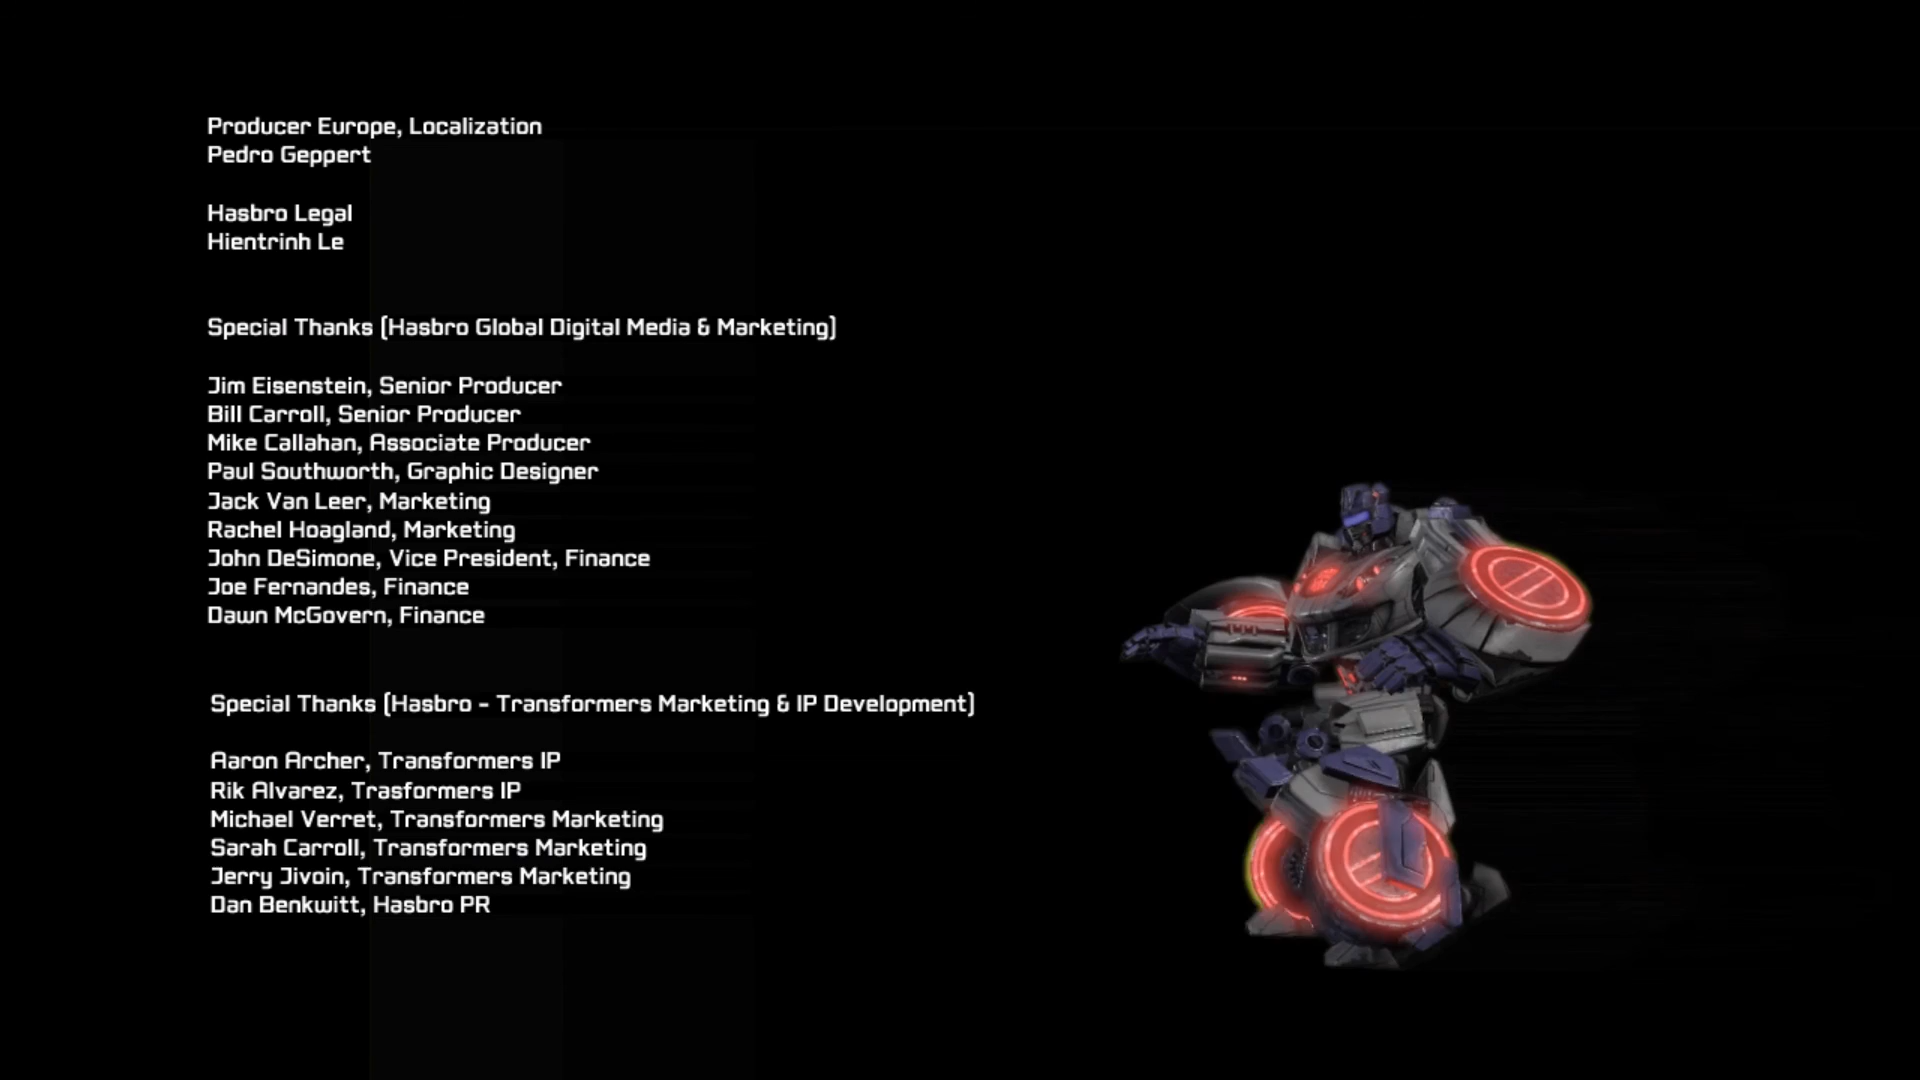 Producer Europe, Localization
Pedro Geppert
Hasbro Legal
Hientrinh Le
Special Thanks (Hasbro Global Digital Media & Marketing)
Jim Eisenstein, Senior Producer
Bill Carroll, Senior Producer
Mike Callahan, Associate Producer
Paul Southworth, Graphic Designer
Jack Van Leer, Marketing
Rachel Hoagland, Marketing
John DeSimone, Vice President, Finance
Joe Fernandes, Finance
Dawn McGovern, Finance
Special Thanks (Hasbro - Transformers Marketing & IP Development)
Aaron Archer, Transformers IP
Rik Alvarez, Trasformers IP
Michael Verret, Transformers Marketing
Sarah Carroll, Transformers Marketing
Jerry Jivoin, Transformers Marketing
Dan Benkwitt, Hasbro PR